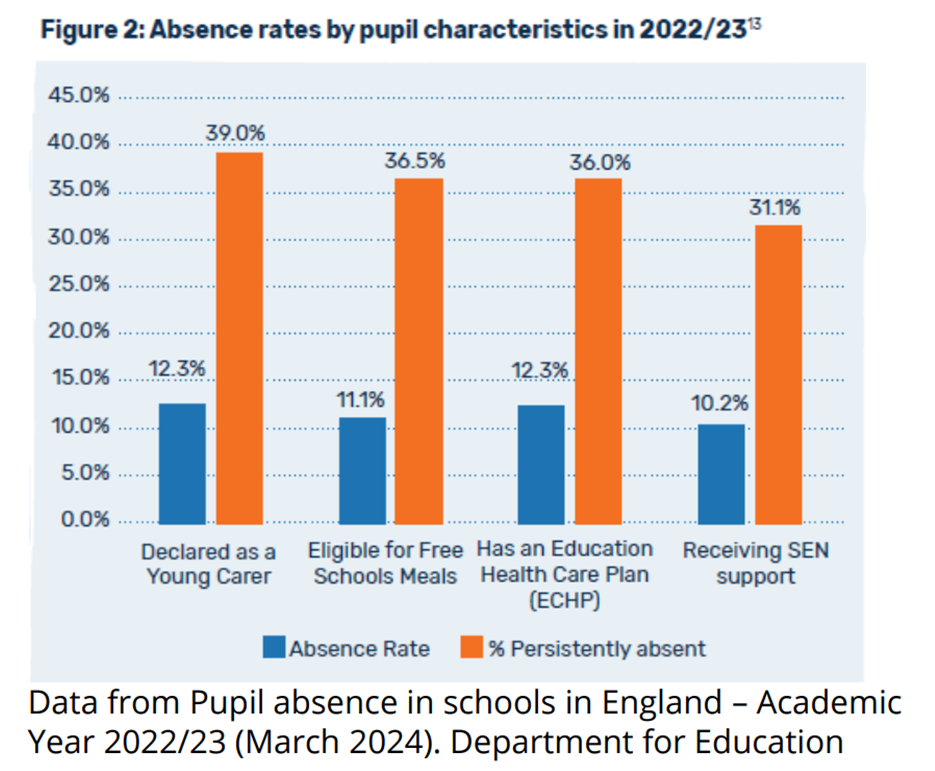 Figure 2: Absence rates by pupil characteristics in 2022/23¹³
45.0%
40.0%
35.0%
30.0%
25.0%
20.0%
15.0%
10.0%
5.0%
0.0%
12.3%
39.0%
11.1%
36.5%
12.3%
36.0%
10.2%
31.1%
Declared as a
Young Carer
Eligible for Free
Schools Meals
Has an Education
Health Care Plan
(ECHP)
Receiving SEN
support
Absence Rate
% Persistently absent
Data from Pupil absence in schools in England – Academic
Year 2022/23 (March 2024). Department for Education